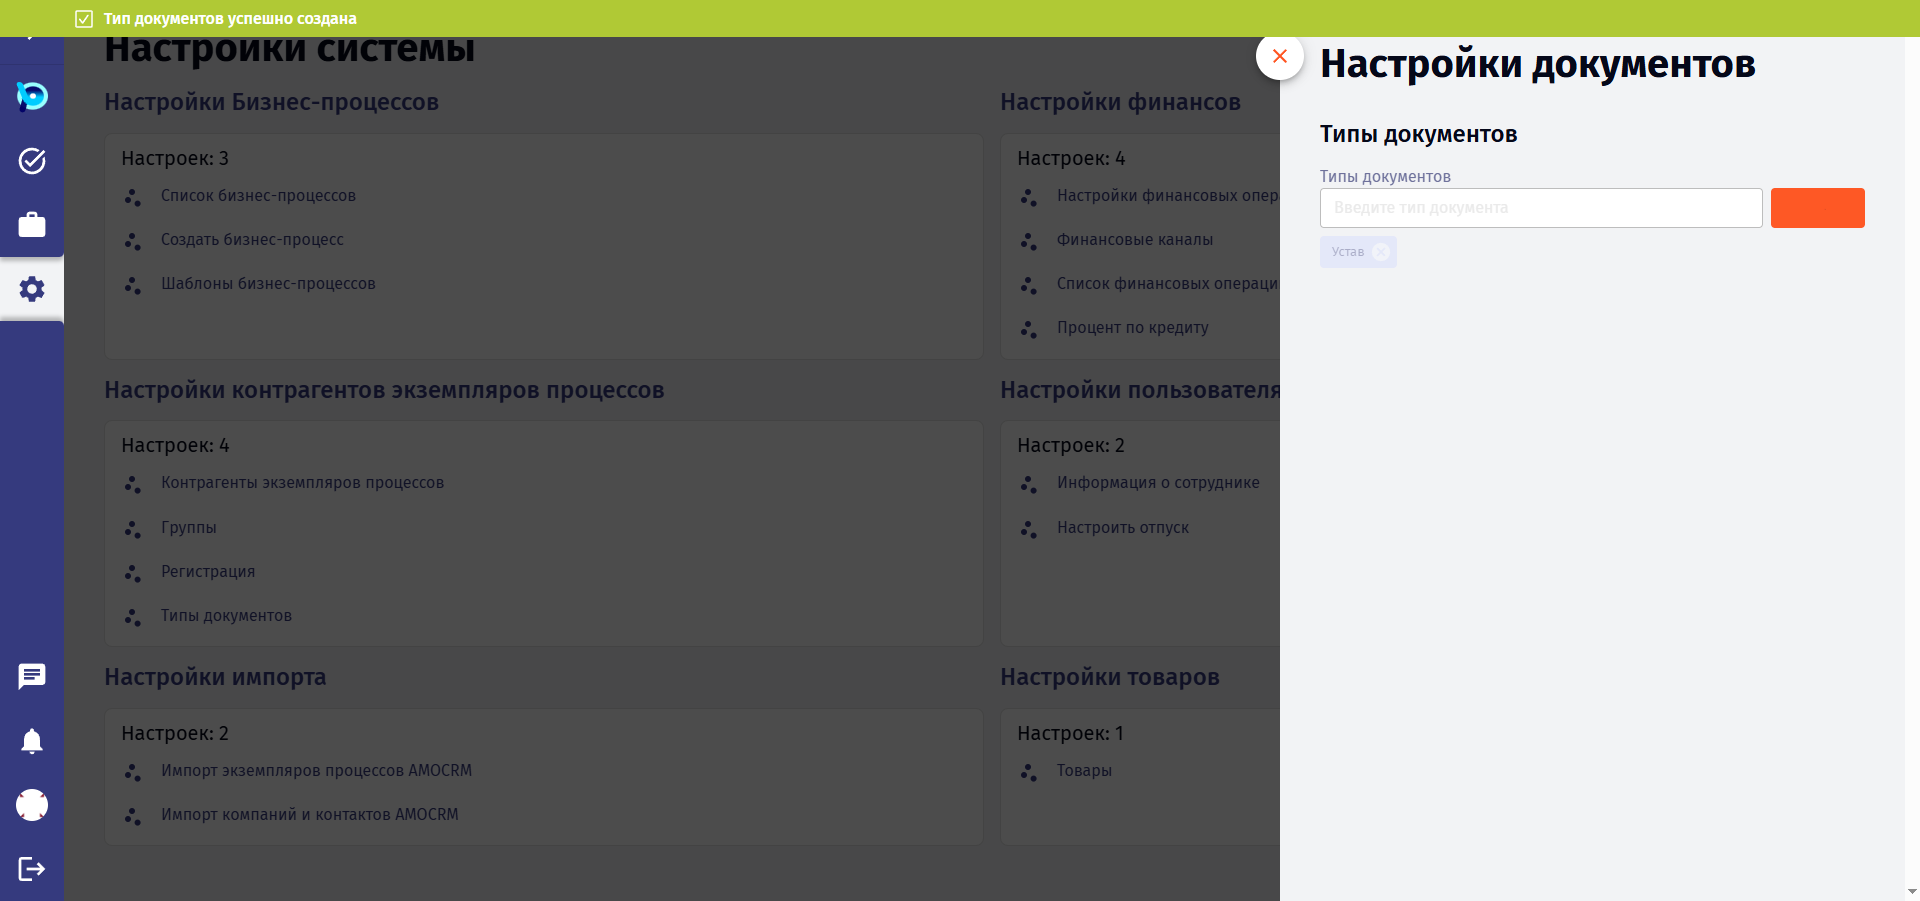 Тип документов успешно создана
Настройки системы
Настройки Бизнес-процессов
Настроек: 3
Список бизнес-процессов
Создать бизнес-процесс
Шаблоны бизнес-процессов
Настройки финансов
Настроек: 4
Настройки финансовых опер
Финансовые каналы
Список финансовых операци
Процент по кредиту
Настройки контрагентов экземпляров процессов
Настроек: 4
Контрагенты экземпляров процессов
Группы
Регистрация
Типы документов
Настройки пользователя
Настроек: 2
Информация о сотруднике
Настроить отпуск
Настройки импорта
Настроек: 2
Импорт экземпляров процессов AMOCRM
Импорт компаний и контактов AMOCRM
Настройки товаров
Настроек: 1
Товары
Настройки документов
Типы документов
Типы документов
Введите тип документа
Устав